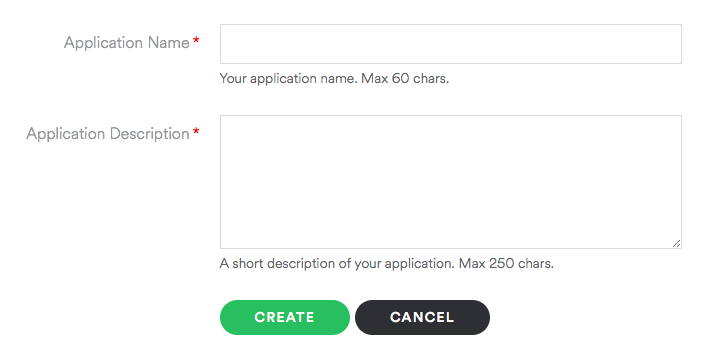 Application Name *
Your application name. Max 60 chars.
Application Description *
A short description of your application. Max 250 chars.
CREATE
CANCEL